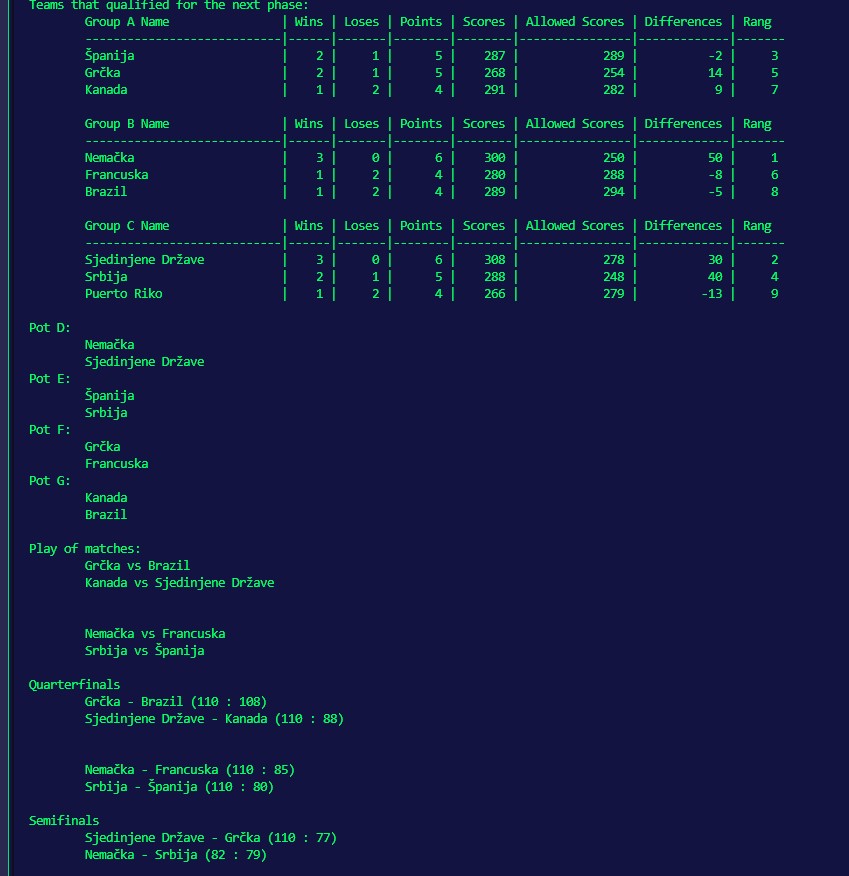 Teams that qualified for the next phase:
Group A Name | Wins | Loses | Points | Scores | Allowed Scores | Differences | Rang
----------------------------|------|-------|--------|--------|----------------|-------------|-------
Španija | 2 | 1 | 5 | 287 | 289 | -2 | 3
Grčka | 2 | 1 | 5 | 268 | 254 | 14 | 5
Kanada | 1 | 2 | 4 | 291 | 282 | 9 | 7
Group B Name | Wins | Loses | Points | Scores | Allowed Scores | Differences | Rang
----------------------------|------|-------|--------|--------|----------------|-------------|-------
Nemačka | 3 | 0 | 6 | 300 | 250 | 50 | 1
Francuska | 1 | 2 | 4 | 280 | 288 | -8 | 6
Brazil | 1 | 2 | 4 | 289 | 294 | -5 | 8
Group C Name | Wins | Loses | Points | Scores | Allowed Scores | Differences | Rang
----------------------------|------|-------|--------|--------|----------------|-------------|-------
Sjedinjene Države | 3 | 0 | 6 | 308 | 278 | 30 | 2
Srbija | 2 | 1 | 5 | 288 | 248 | 40 | 4
Puerto Riko | 1 | 2 | 4 | 266 | 279 | -13 | 9
Pot D:
Nemačka
Sjedinjene Države
Pot E:
Španija
Srbija
Pot F:
Grčka
Francuska
Pot G:
Kanada
Brazil
Play of matches:
Grčka vs Brazil
Kanada vs Sjedinjene Države
Nemačka vs Francuska
Srbija vs Španija
Quarterfinals
Grčka - Brazil (110 : 108)
Sjedinjene Države - Kanada (110 : 88)
Nemačka - Francuska (110 : 85)
Srbija - Španija (110 : 80)
Semifinals
Sjedinjene Države - Grčka (110 : 77)
Nemačka - Srbija (82 : 79)